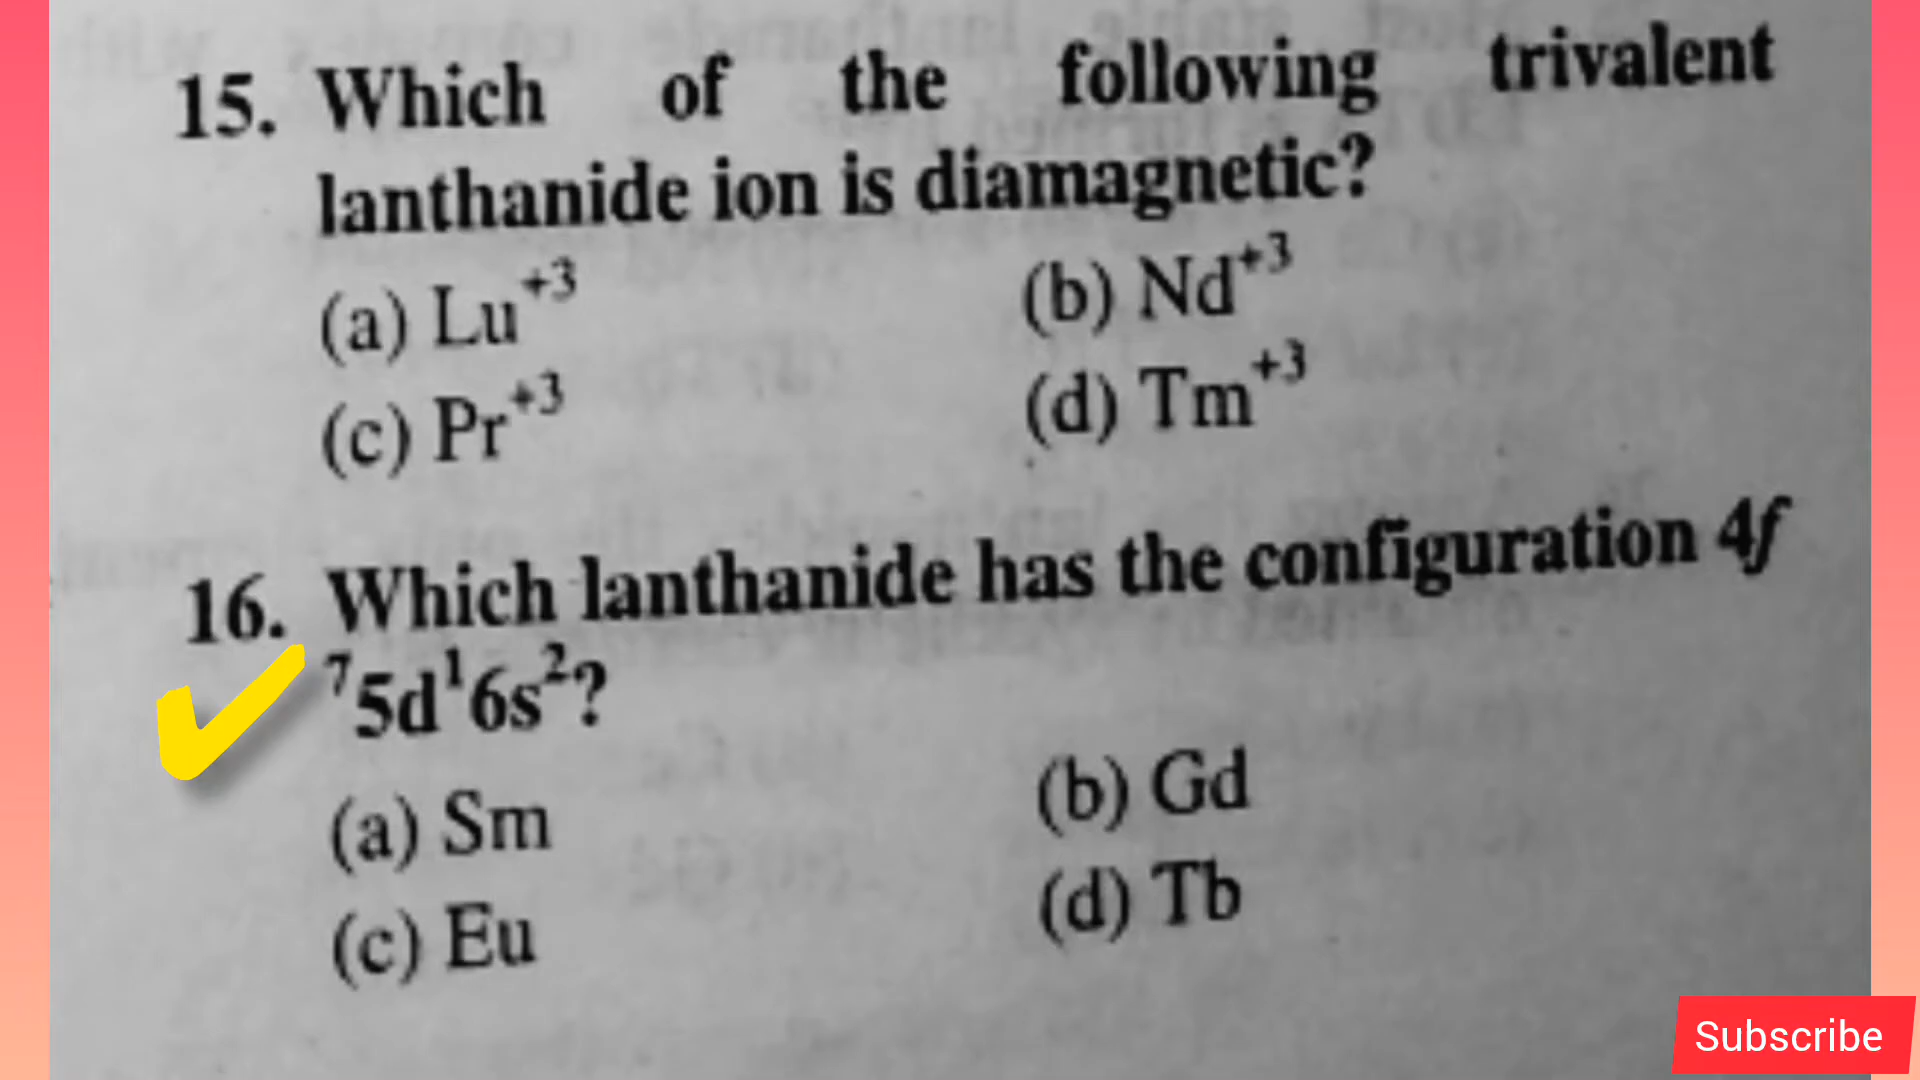 15. Which of the following trivalent
lanthanide ion is diamagnetic?
(a) Lu⁺³ (b) Nd⁺³
(c) Pr⁺³ (d) Tm⁺³
16. Which lanthanide has the configuration 4f
⁷5d¹6s²?
(a) Sm (b) Gd
(c) Eu (d) Tb
Subscribe